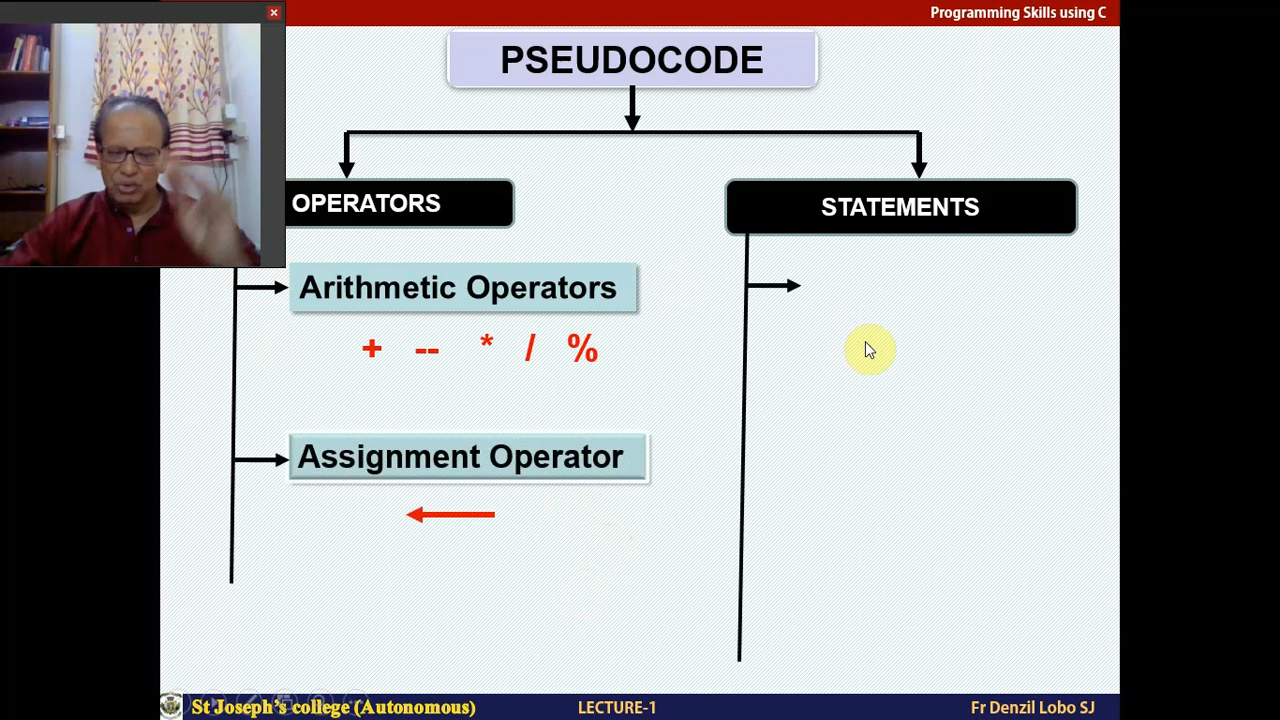 Programming Skills using C
PSEUDOCODE
OPERATORS
STATEMENTS
Arithmetic Operators
+ -- * / %
Assignment Operator
St Joseph's college (Autonomous)
LECTURE-1
Fr Denzil Lobo SJ